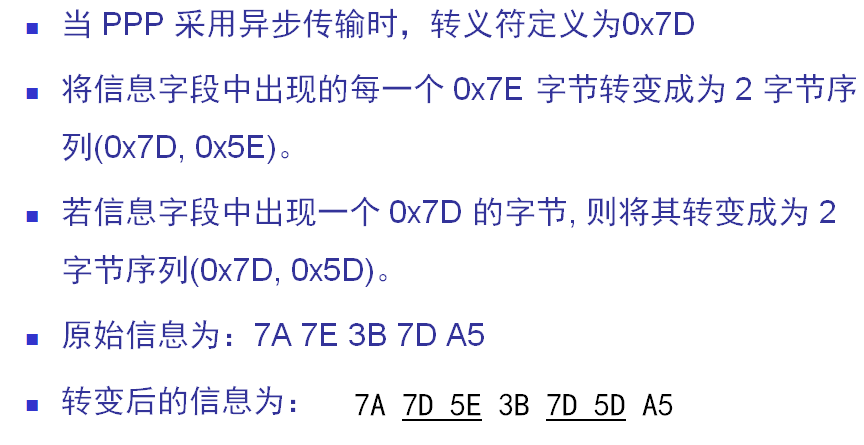 当 PPP 采用异步传输时，转义符定义为0x7D
将信息字段中出现的每一个 0x7E 字节转变成为 2 字节序
列(0x7D, 0x5E)。
若信息字段中出现一个 0x7D 的字节, 则将其转变成为 2
字节序列(0x7D, 0x5D)。
原始信息为：7A 7E 3B 7D A5
转变后的信息为： 7A 7D 5E 3B 7D 5D A5